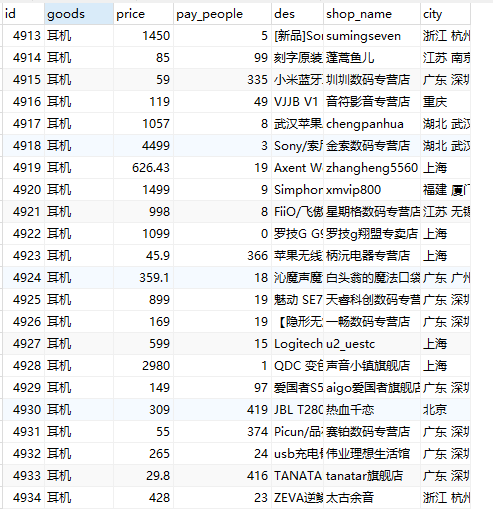 id goods price pay_people des shop_name city
4913 耳机 1450 5 [新品]Sor sumingseven 浙江 杭州
4914 耳机 85 99 刻字原装 蓬蒿鱼儿 江苏 南京
4915 耳机 59 335 小米蓝牙 圳圳数码专营店 广东 深圳
4916 耳机 119 49 VJJB V1 音符影音专营店 重庆
4917 耳机 1057 8 武汉苹果 chengpanhua 湖北 武汉
4918 耳机 4499 3 Sony/索尼 金索数码专营店 湖北 武汉
4919 耳机 626.43 19 Axent W zhangheng5560 上海
4920 耳机 1499 9 Simphor xmvip800 福建 厦门
4921 耳机 998 8 FiiO/飞傲 星期格数码专营店 江苏 无锡
4922 耳机 1099 0 罗技G G9 罗技g翔盟专卖店 上海
4923 耳机 45.9 366 苹果无线 柄沅电器专营店 上海
4924 耳机 359.1 18 沁魔声魔 白头翁的魔法口袋 广东 广州
4925 耳机 899 19 魅动 SE7 天睿科创数码专营 广东 深圳
4926 耳机 169 19 【隐形无 一畅数码专营店 广东 深圳
4927 耳机 599 15 Logitech u2_uestc 上海
4928 耳机 2980 1 QDC 变色 声音小镇旗舰店 上海
4929 耳机 149 97 爱国者S5 aigo爱国者旗舰店 广东 深圳
4930 耳机 309 419 JBL T280 热血千恋 北京
4931 耳机 55 374 Picun/品 赛铂数码专营店 广东 深圳
4932 耳机 265 24 usb充电 伟业理想生活馆 广东 深圳
4933 耳机 29.8 416 TANATA tanatar旗舰店 广东 深圳
4934 耳机 428 23 ZEVA逆鳞 太古余音 浙江 杭州